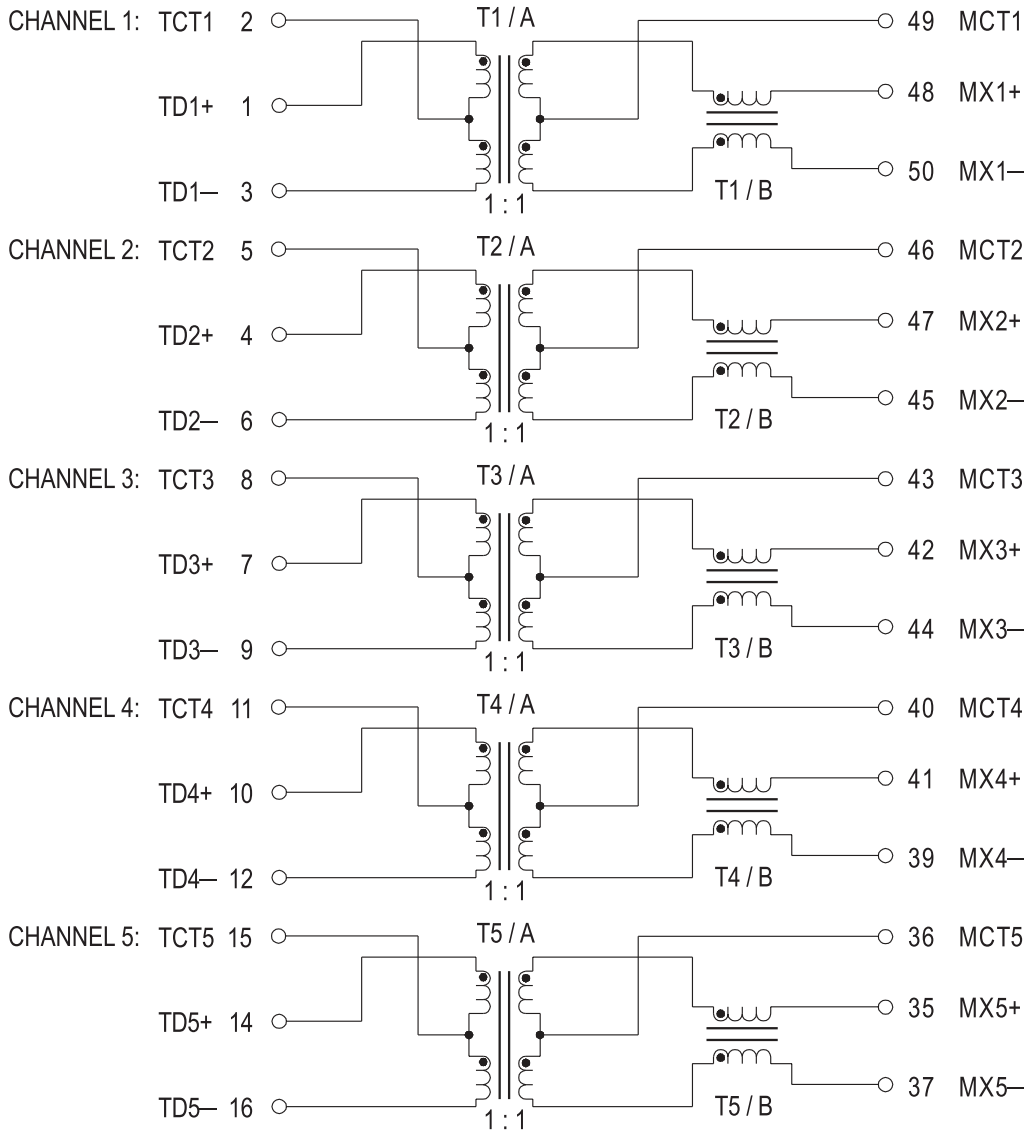 CHANNEL 1: TCT1 2 T1 / A 49 MCT1
TD1+ 1 48 MX1+
TD1— 3 50 MX1—
T1 / B
1 : 1
CHANNEL 2: TCT2 5 T2 / A 46 MCT2
TD2+ 4 47 MX2+
TD2— 6 45 MX2—
T2 / B
1 : 1
CHANNEL 3: TCT3 8 T3 / A 43 MCT3
TD3+ 7 42 MX3+
TD3— 9 44 MX3—
T3 / B
1 : 1
CHANNEL 4: TCT4 11 T4 / A 40 MCT4
TD4+ 10 41 MX4+
TD4— 12 39 MX4—
T4 / B
1 : 1
CHANNEL 5: TCT5 15 T5 / A 36 MCT5
TD5+ 14 35 MX5+
TD5— 16 37 MX5—
T5 / B
1 : 1